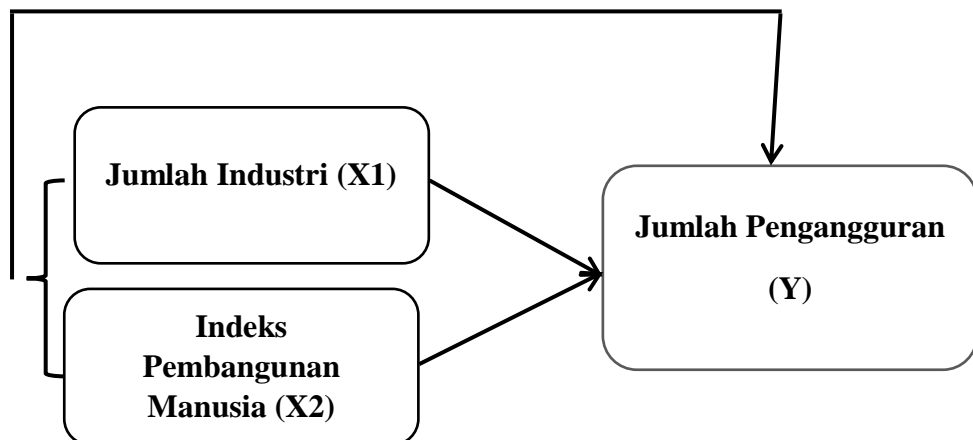 Jumlah Industri (X1)
Jumlah Pengangguran
(Y)
Indeks
Pembangunan
Manusia (X2)